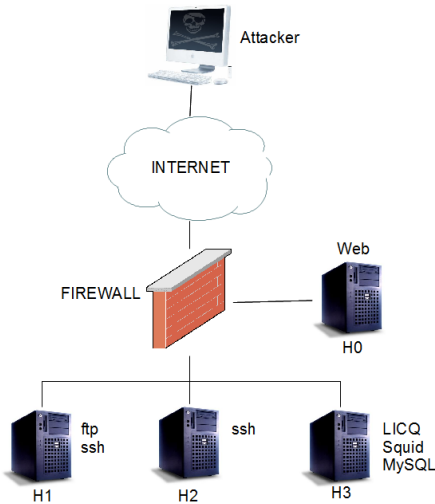 Attacker
INTERNET
Web
FIREWALL
H0
ftp
ssh
H1
ssh
H2
LICQ
Squid
MySQL
H3